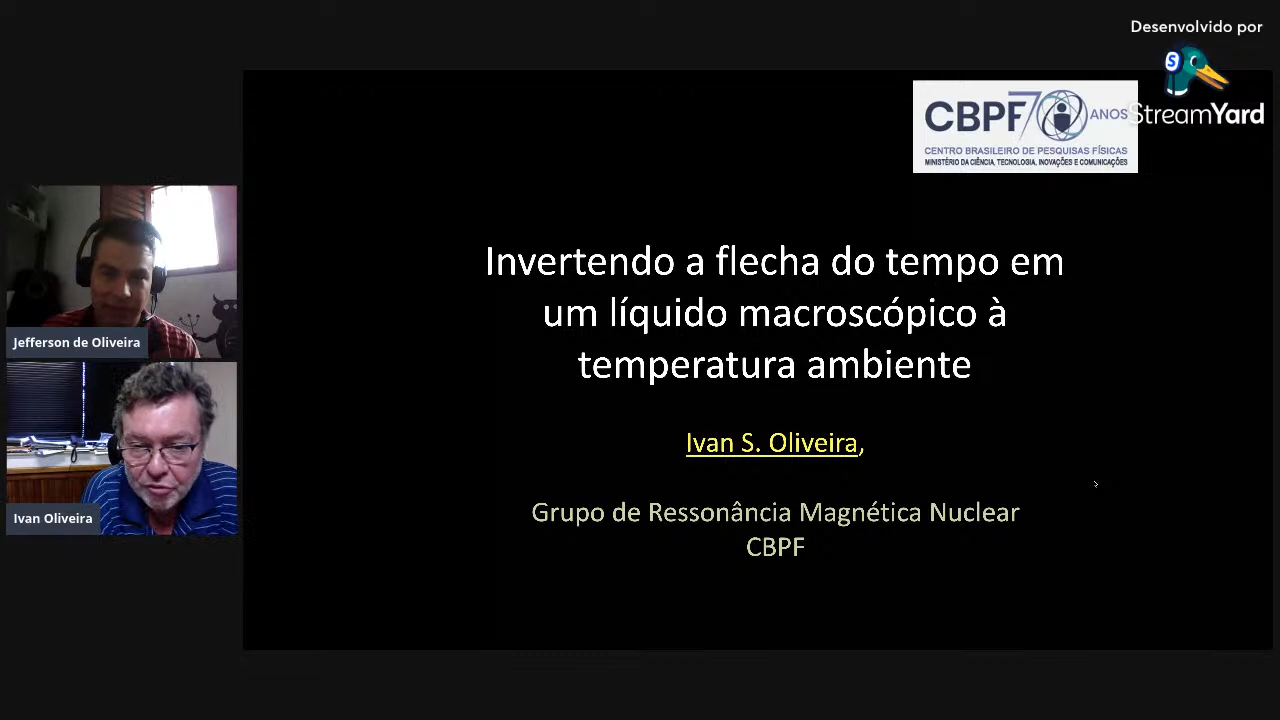 Desenvolvido por
S
StreamYard
CBPF 70 ANOS
CENTRO BRASILEIRO DE PESQUISAS FÍSICAS
MINISTÉRIO DA CIÊNCIA, TECNOLOGIA, INOVAÇÕES E COMUNICAÇÕES
Invertendo a flecha do tempo em
um líquido macroscópico à
temperatura ambiente
Ivan S. Oliveira,
Grupo de Ressonância Magnética Nuclear
CBPF
Jefferson de Oliveira
Ivan Oliveira